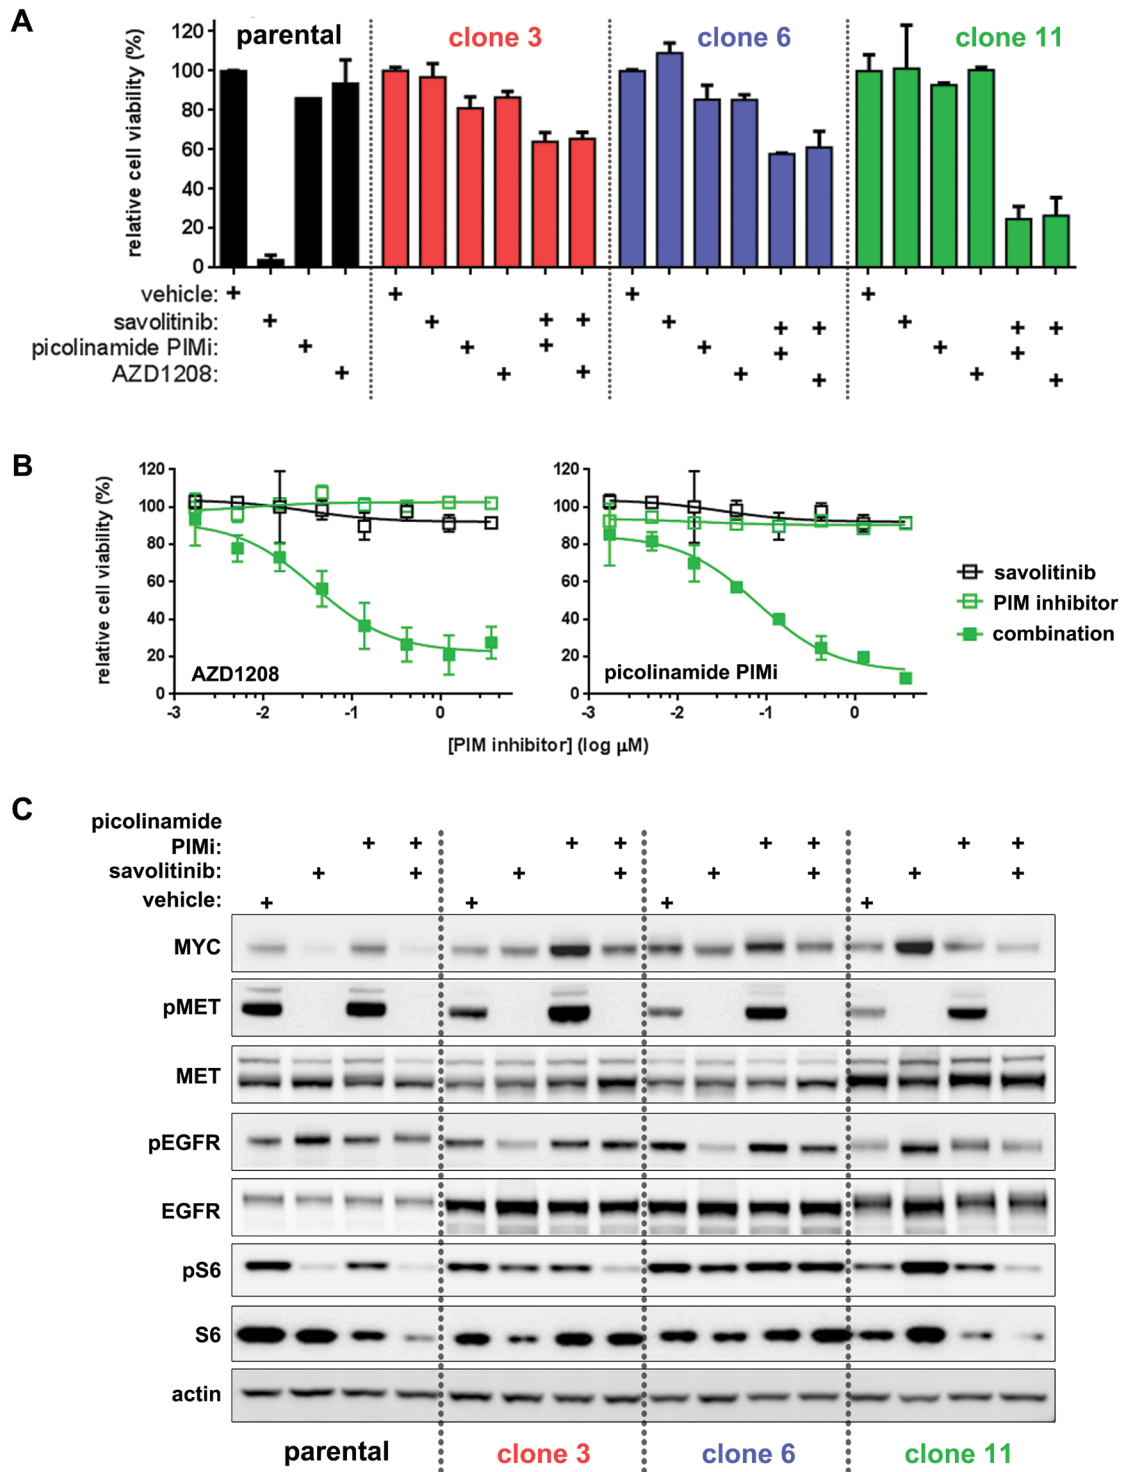 A
parental
clone 3
clone 6
clone 11
relative cell viability (%)
120
100
80
60
40
20
0
vehicle: + + + +
savolitinib: + + + + + + + + + +
picolinamide PIMi: + + + + + + +
AZD1208: + + + + + + +
B
relative cell viability (%)
120
100
80
60
40
20
0
AZD1208
-3 -2 -1 0
120
100
80
60
40
20
0
picolinamide PIMi
-3 -2 -1 0
[PIM inhibitor] (log µM)
savolitinib
PIM inhibitor
combination
C
picolinamide
PIMi: + + + + + + + +
savolitinib: + + + + + + + +
vehicle: + + + +
MYC
pMET
MET
pEGFR
EGFR
pS6
S6
actin
parental
clone 3
clone 6
clone 11